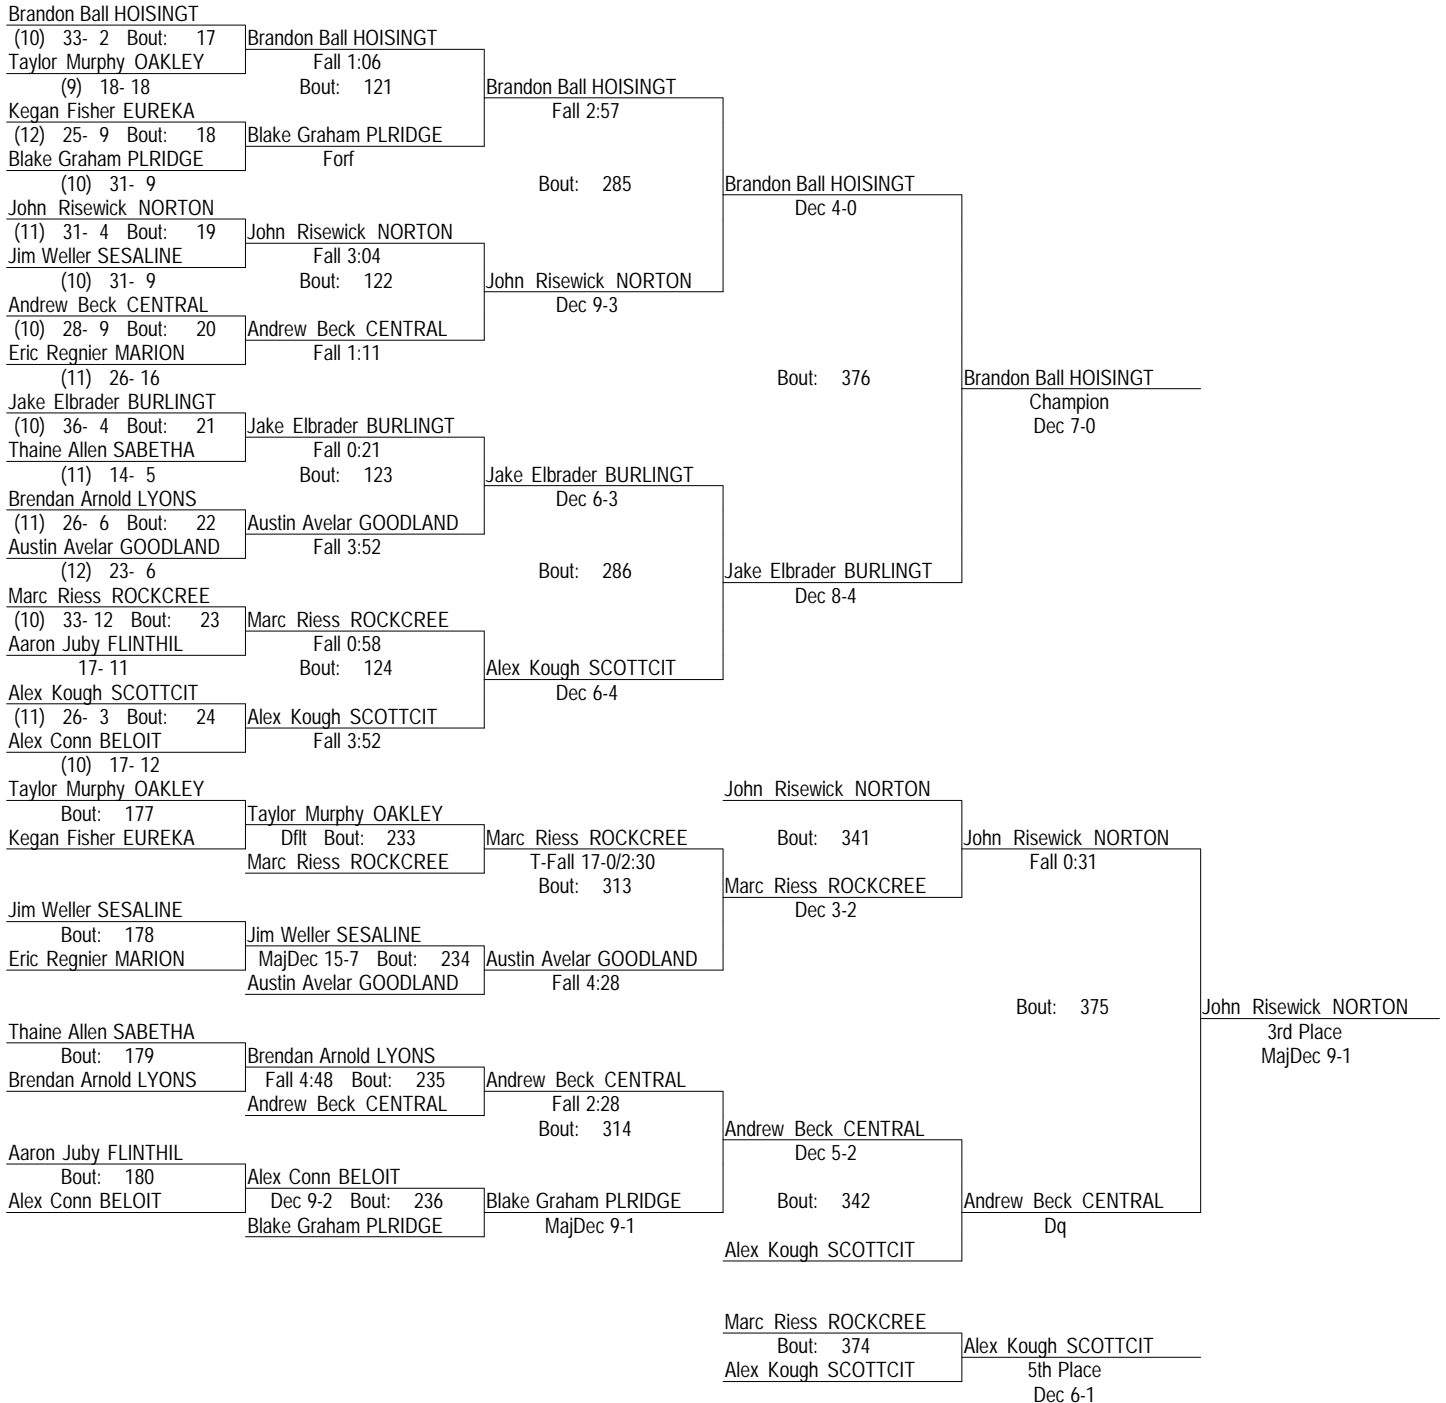 Brandon Ball HOISINGT
(10) 33- 2 Bout: 17 Brandon Ball HOISINGT
Taylor Murphy OAKLEY Fall 1:06
(9) 18- 18 Bout: 121 Brandon Ball HOISINGT
Kegan Fisher EUREKA Fall 2:57
(12) 25- 9 Bout: 18 Blake Graham PLRIDGE
Blake Graham PLRIDGE Forf
(10) 31- 9 Bout: 285 Brandon Ball HOISINGT
John Risewick NORTON Dec 4-0
(11) 31- 4 Bout: 19 John Risewick NORTON
Jim Weller SESALINE Fall 3:04
(10) 31- 9 Bout: 122 John Risewick NORTON
Andrew Beck CENTRAL Dec 9-3
(10) 28- 9 Bout: 20 Andrew Beck CENTRAL
Eric Regnier MARION Fall 1:11
(11) 26- 16 Bout: 376 Brandon Ball HOISINGT
Jake Elbrader BURLINGT Champion
(10) 36- 4 Bout: 21 Jake Elbrader BURLINGT Dec 7-0
Thaine Allen SABETHA Fall 0:21
(11) 14- 5 Bout: 123 Jake Elbrader BURLINGT
Brendan Arnold LYONS Dec 6-3
(11) 26- 6 Bout: 22 Austin Avelar GOODLAND
Austin Avelar GOODLAND Fall 3:52
(12) 23- 6 Bout: 286 Jake Elbrader BURLINGT
Marc Riess ROCKCREE Dec 8-4
(10) 33- 12 Bout: 23 Marc Riess ROCKCREE
Aaron Juby FLINTHIL Fall 0:58
17- 11 Bout: 124 Alex Kough SCOTTCIT
Alex Kough SCOTTCIT Dec 6-4
(11) 26- 3 Bout: 24 Alex Kough SCOTTCIT
Alex Conn BELOIT Fall 3:52
(10) 17- 12
Taylor Murphy OAKLEY John Risewick NORTON
Bout: 177 Taylor Murphy OAKLEY
Kegan Fisher EUREKA Dflt Bout: 233 Marc Riess ROCKCREE Bout: 341 John Risewick NORTON
Marc Riess ROCKCREE T-Fall 17-0/2:30 Fall 0:31
Bout: 313 Marc Riess ROCKCREE
Jim Weller SESALINE Dec 3-2
Bout: 178 Jim Weller SESALINE
Eric Regnier MARION MajDec 15-7 Bout: 234 Austin Avelar GOODLAND
Austin Avelar GOODLAND Fall 4:28
Bout: 375 John Risewick NORTON
Thaine Allen SABETHA 3rd Place
Bout: 179 Brendan Arnold LYONS MajDec 9-1
Brendan Arnold LYONS Fall 4:48 Bout: 235 Andrew Beck CENTRAL
Andrew Beck CENTRAL Fall 2:28
Bout: 314 Andrew Beck CENTRAL
Aaron Juby FLINTHIL Dec 5-2
Bout: 180 Alex Conn BELOIT
Alex Conn BELOIT Dec 9-2 Bout: 236 Blake Graham PLRIDGE Bout: 342 Andrew Beck CENTRAL
Blake Graham PLRIDGE MajDec 9-1 Dq
Alex Kough SCOTTCIT
Marc Riess ROCKCREE
Bout: 374 Alex Kough SCOTTCIT
Alex Kough SCOTTCIT 5th Place
Dec 6-1